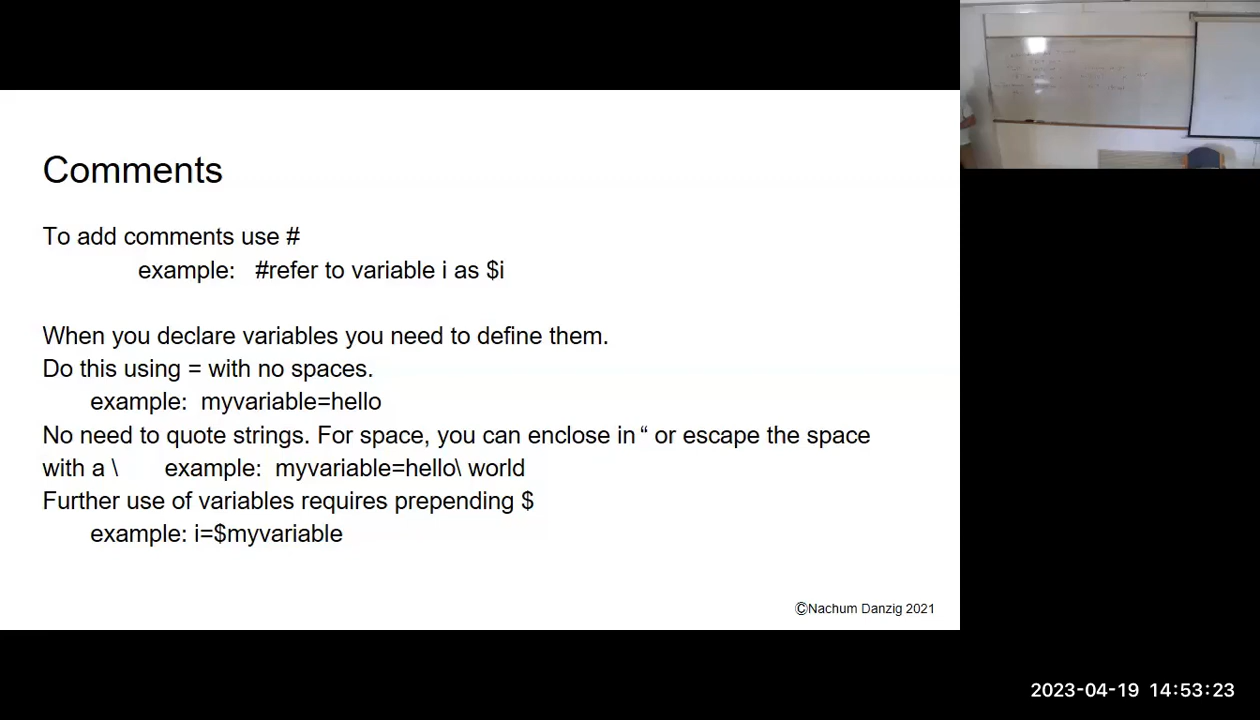 Comments
To add comments use #
example: #refer to variable i as $i
When you declare variables you need to define them.
Do this using = with no spaces.
example: myvariable=hello
No need to quote strings. For space, you can enclose in “ or escape the space
with a \ example: myvariable=hello\ world
Further use of variables requires prepending $
example: i=$myvariable
©Nachum Danzig 2021
2023-04-19 14:53:23